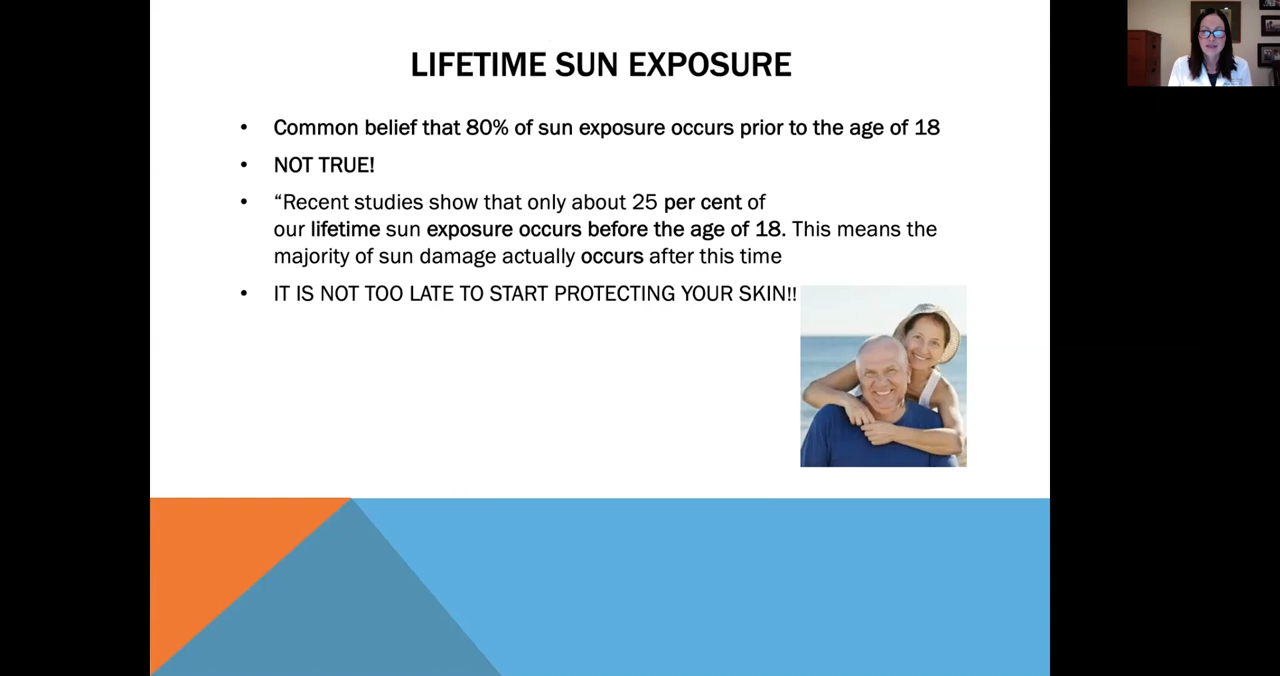 LIFETIME SUN EXPOSURE
• Common belief that 80% of sun exposure occurs prior to the age of 18
• NOT TRUE!
• “Recent studies show that only about 25 per cent of
our lifetime sun exposure occurs before the age of 18. This means the
majority of sun damage actually occurs after this time
• IT IS NOT TOO LATE TO START PROTECTING YOUR SKIN!!